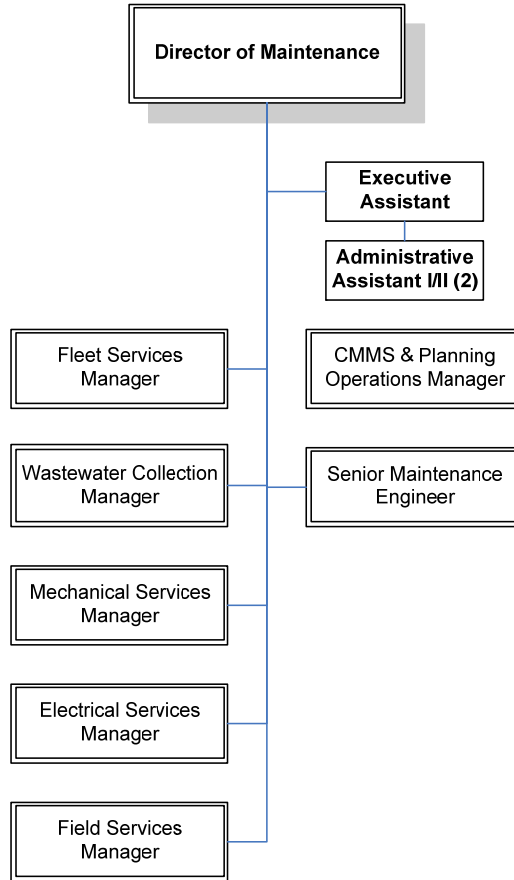 Director of Maintenance
Executive
Assistant
Administrative
Assistant I/II (2)
Fleet Services
Manager
CMMS & Planning
Operations Manager
Wastewater Collection
Manager
Senior Maintenance
Engineer
Mechanical Services
Manager
Electrical Services
Manager
Field Services
Manager